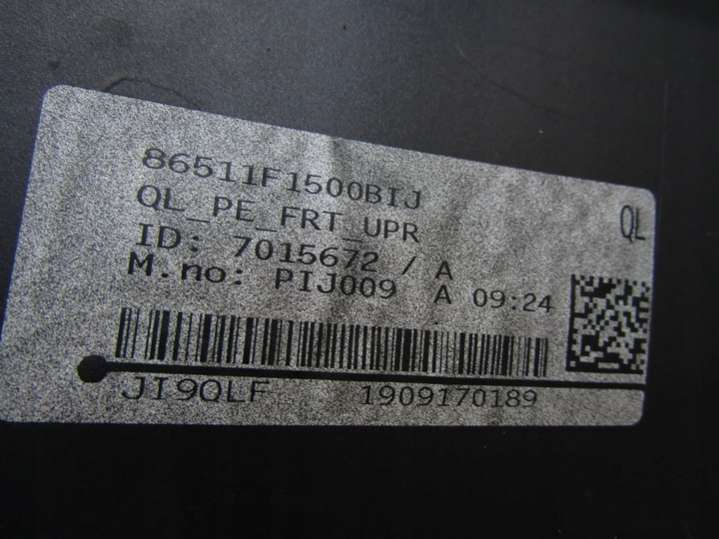 86511F1500BIJ
QL_PE_FRT_UPR
QL
ID: 7015672 / A
M.no: PIJ009 A 09:24
JI9QLF 1909170189